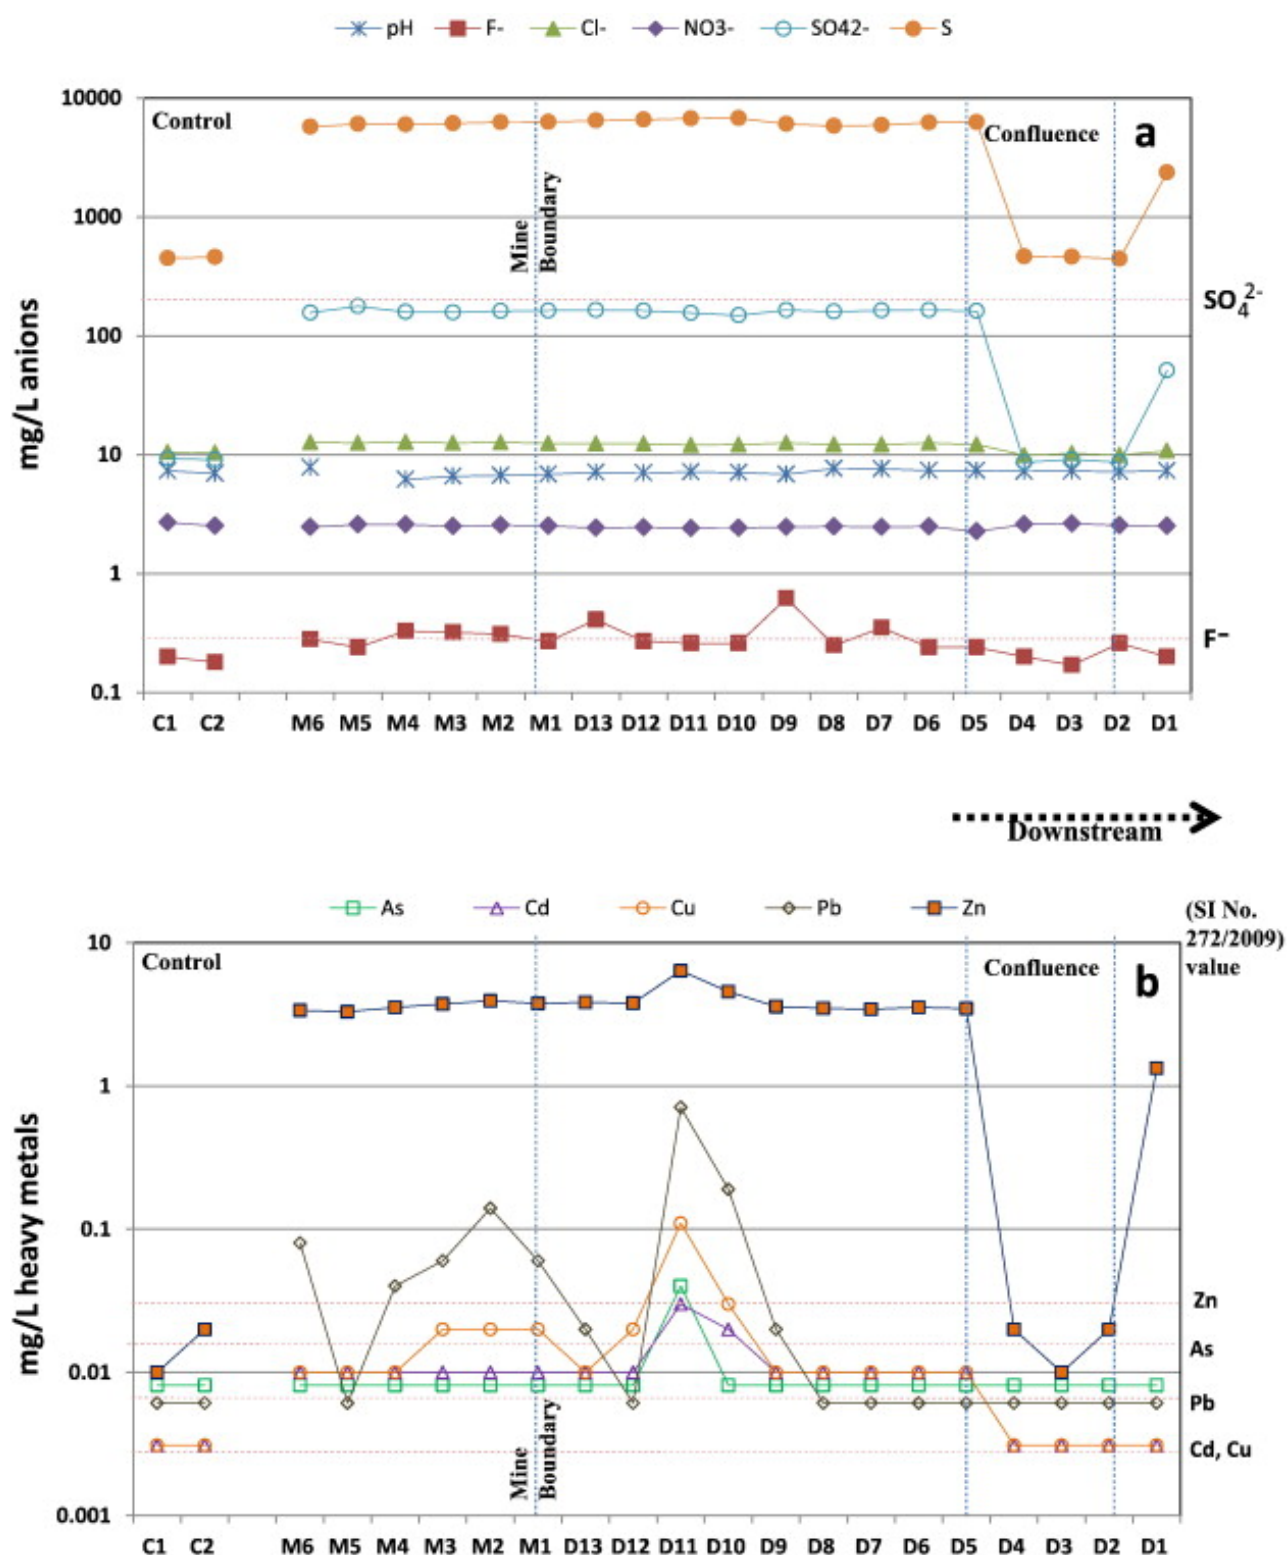 pH F- Cl- NO3- SO42- S
10000
1000
100
10
1
0.1
mg/L anions
Control
Mine
Boundary
Confluence
a
SO₄²⁻
F⁻
C1 C2 M6 M5 M4 M3 M2 M1 D13 D12 D11 D10 D9 D8 D7 D6 D5 D4 D3 D2 D1
Downstream
As Cd Cu Pb Zn
(SI No.
272/2009)
value
10
1
0.1
0.01
0.001
mg/L heavy metals
Control
Mine
Boundary
Confluence
b
Zn
As
Pb
Cd, Cu
C1 C2 M6 M5 M4 M3 M2 M1 D13 D12 D11 D10 D9 D8 D7 D6 D5 D4 D3 D2 D1